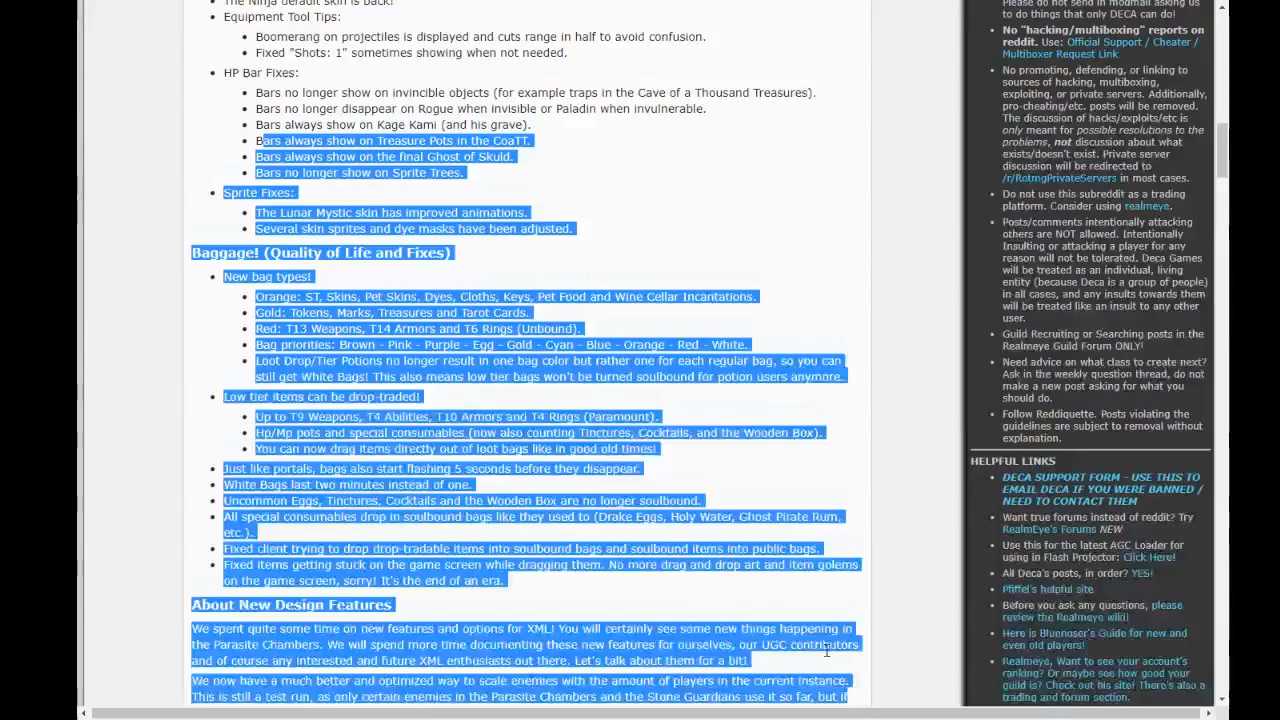 The Ninja default skin is back!
Equipment Tool Tips:
Boomerang on projectiles is displayed and cuts range in half to avoid confusion.
Fixed "Shots: 1" sometimes showing when not needed.
HP Bar Fixes:
Bars no longer show on invincible objects (for example traps in the Cave of a Thousand Treasures).
Bars no longer disappear on Rogue when invisible or Paladin when invulnerable.
Bars always show on Kage Kami (and his grave).
Bars always show on Treasure Pots in the CoaTT.
Bars always show on the final Ghost of Skuld.
Bars no longer show on Sprite Trees.
Sprite Fixes:
The Lunar Mystic skin has improved animations.
Several skin sprites and dye masks have been adjusted.
Baggage! (Quality of Life and Fixes)
New bag types!
Orange: ST, Skins, Pet Skins, Dyes, Cloths, Keys, Pet Food and Wine Cellar Incantations.
Gold: Tokens, Marks, Treasures and Tarot Cards.
Red: T13 Weapons, T14 Armors and T6 Rings (Unbound).
Bag priorities: Brown - Pink - Purple - Egg - Gold - Cyan - Blue - Orange - Red - White.
Loot Drop/Tier Potions no longer result in one bag color but rather one for each regular bag, so you can
still get White Bags! This also means low tier bags won't be turned soulbound for potion users anymore.
Low tier items can be drop-traded!
Up to T9 Weapons, T4 Abilities, T10 Armors and T4 Rings (Paramount).
Hp/Mp pots and special consumables (now also counting Tinctures, Cocktails, and the Wooden Box).
You can now drag items directly out of loot bags like in good old times!
Just like portals, bags also start flashing 5 seconds before they disappear.
White Bags last two minutes instead of one.
Uncommon Eggs, Tinctures, Cocktails and the Wooden Box are no longer soulbound.
All special consumables drop in soulbound bags like they used to (Drake Eggs, Holy Water, Ghost Pirate Rum,
etc.).
Fixed client trying to drop drop-tradable items into soulbound bags and soulbound items into public bags.
Fixed items getting stuck on the game screen while dragging them. No more drag and drop art and item golems
on the game screen, sorry! It's the end of an era.
About New Design Features
We spent quite some time on new features and options for XML! You will certainly see some new things happening in
the Parasite Chambers. We will spend more time documenting these new features for ourselves, our UGC contributors
and of course any interested and future XML enthusiasts out there. Let's talk about them for a bit!
We now have a much better and optimized way to scale enemies with the amount of players in the current instance.
This is still a test run, as only certain enemies in the Parasite Chambers and the Stone Guardians use it so far, but if
Please do not send in modmail asking us
to do things that only DECA can do!
No "hacking/multiboxing" reports on
reddit. Use: Official Support / Cheater /
Multiboxer Request Link
No promoting, defending, or linking to
sources of hacking, multiboxing,
exploiting, or private servers. Additionally,
pro-cheating/etc. posts will be removed.
The discussion of hacks/exploits/etc is
only meant for possible resolutions to the
problems, not discussion about what
exists/doesn't exist. Private server
discussion will be redirected to
/r/RotmgPrivateServers in most cases.
Do not use this subreddit as a trading
platform. Consider using realmeye.
Posts/comments intentionally attacking
others are NOT allowed. Intentionally
Insulting or attacking a player for any
reason will not be tolerated. Deca Games
will be treated as an individual, living
entity (because Deca is a group of people)
in all cases, and any insults towards them
will be treated like an insult to any other
user.
Guild Recruiting or Searching posts in the
Realmeye Guild Forum ONLY!
Need advice on what class to create next?
Ask in the weekly question thread, do not
make a new post asking for what you
should do.
Follow Reddiquette. Posts violating the
guidelines are subject to removal without
explanation.
HELPFUL LINKS
DECA SUPPORT FORM - USE THIS TO
EMAIL DECA IF YOU WERE BANNED /
NEED TO CONTACT THEM
Want true forums instead of reddit? Try
RealmEye's Forums NEW
Use this for the latest AGC Loader for
using in Flash Projector: Click Here!
All Deca's posts, in order? YES!
Pfiffel's helpful site
Before you ask any questions, please
review the Realmeye wiki!
Here is Bluenoser's Guide for new and
even old players!
Realmeye, Want to see your account's
ranking? Or maybe see how good your
guild is? Check out his site! There's also a
trading and forum section.